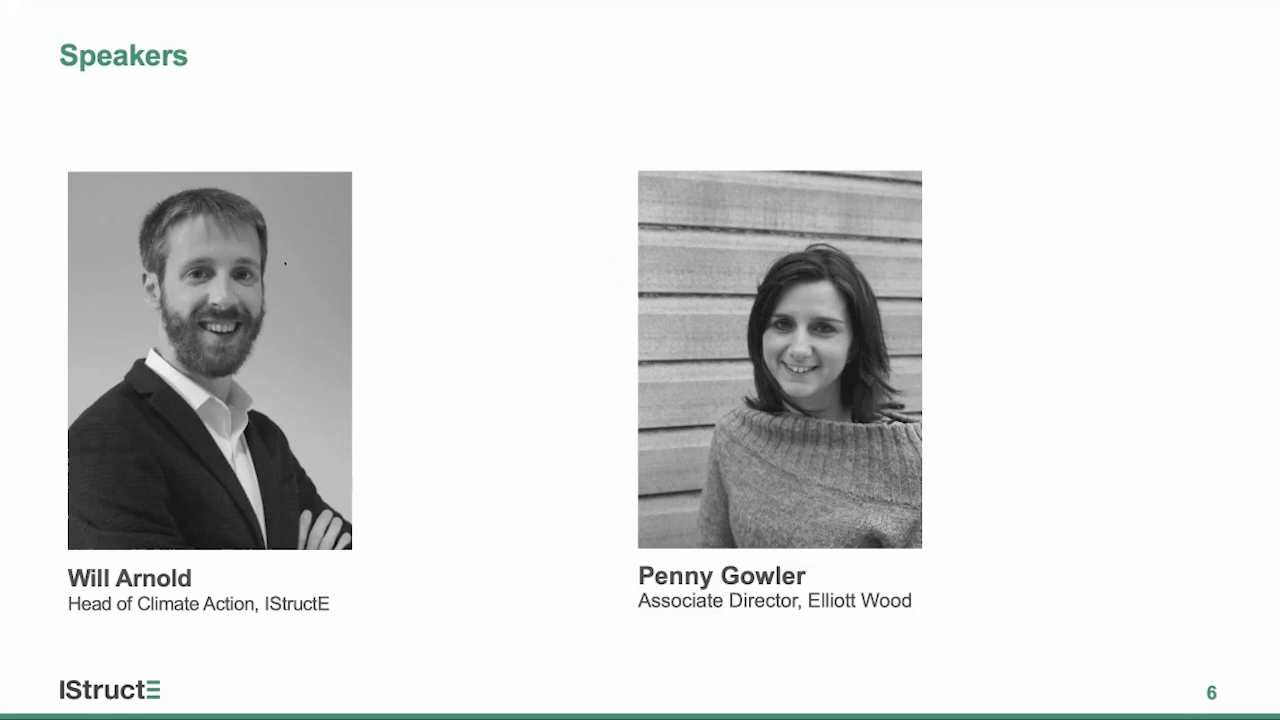 Speakers
Will Arnold
Head of Climate Action, IStructE
Penny Gowler
Associate Director, Elliott Wood
IStructE
6